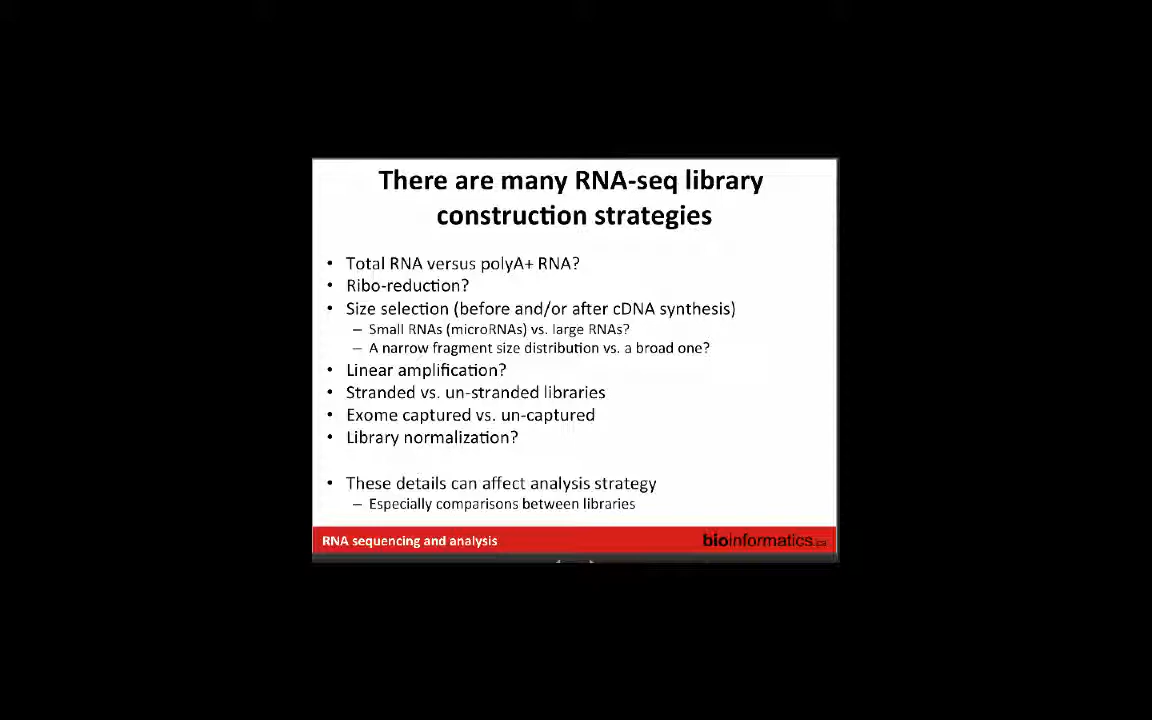 There are many RNA-seq library
construction strategies
• Total RNA versus polyA+ RNA?
• Ribo-reduction?
• Size selection (before and/or after cDNA synthesis)
– Small RNAs (microRNAs) vs. large RNAs?
– A narrow fragment size distribution vs. a broad one?
• Linear amplification?
• Stranded vs. un-stranded libraries
• Exome captured vs. un-captured
• Library normalization?
• These details can affect analysis strategy
– Especially comparisons between libraries
RNA sequencing and analysis
bioinformatics.ca